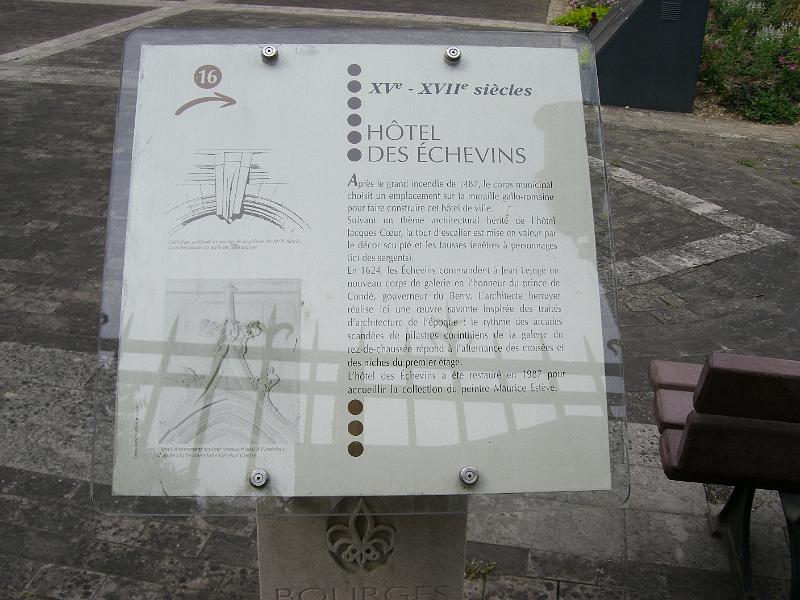 16
XVe - XVIIe siècles
HÔTEL
DES ÉCHEVINS
Après le grand incendie de 1487, le corps municipal
choisit un emplacement sur la muraille gallo-romaine
pour faire construire cet hôtel de ville.
Suivant un thème architectural hérité de l'hôtel
Jacques Cœur, la tour d'escalier est mise en valeur par
le décor sculpté et les fausses fenêtres à personnages
(ici des sergents).
En 1624, les Échevins commandent à Jean Lejuge un
nouveau corps de galerie en l'honneur du prince de
Condé, gouverneur du Berry. L'architecte berruyer
réalise ici une œuvre savante inspirée des traités
d'architecture de l'époque : le rythme des arcades
scandées de pilastres corinthiens de la galerie du
rez-de-chaussée répond à l'alternance des croisées et
des niches du premier étage.
L'hôtel des Échevins a été restauré en 1987 pour
accueillir la collection du peintre Maurice Estève.
BOURGES